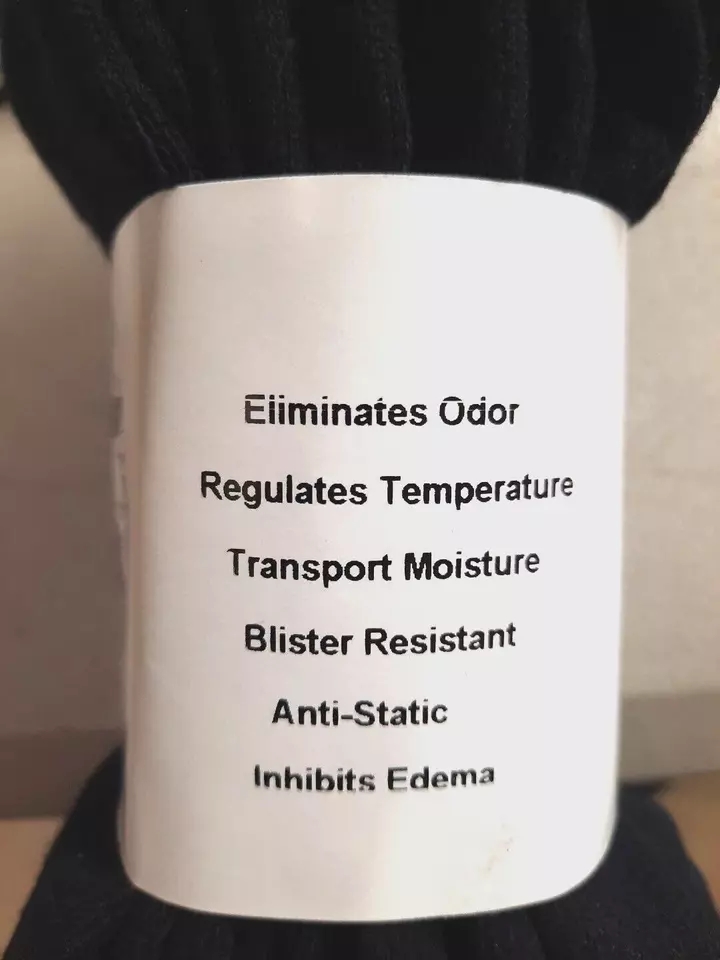 Eliminates Odor
Regulates Temperature
Transport Moisture
Blister Resistant
Anti-Static
Inhibits Edema